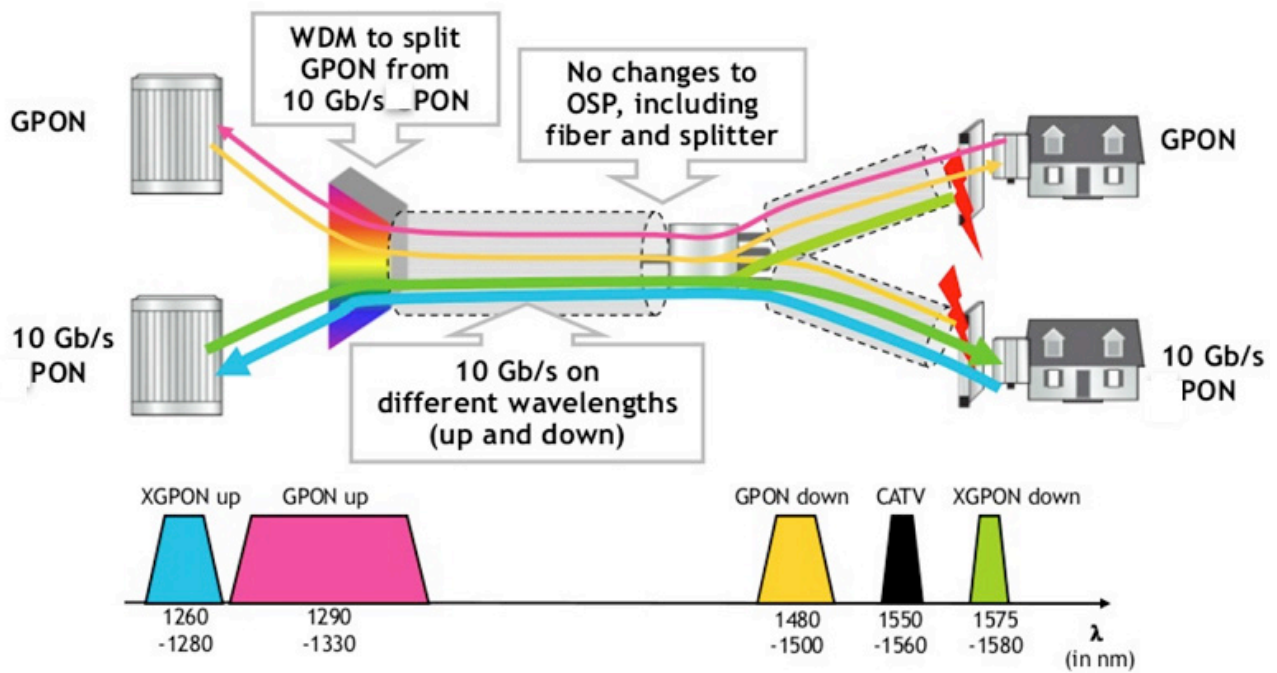 WDM to split
GPON from
10 Gb/s PON
No changes to
OSP, including
fiber and splitter
GPON
GPON
10 Gb/s
PON
10 Gb/s
PON
10 Gb/s on
different wavelengths
(up and down)
XGPON up
GPON up
GPON down
CATV
XGPON down
1260
-1280
1290
-1330
1480
-1500
1550
-1560
1575
-1580
λ
(in nm)